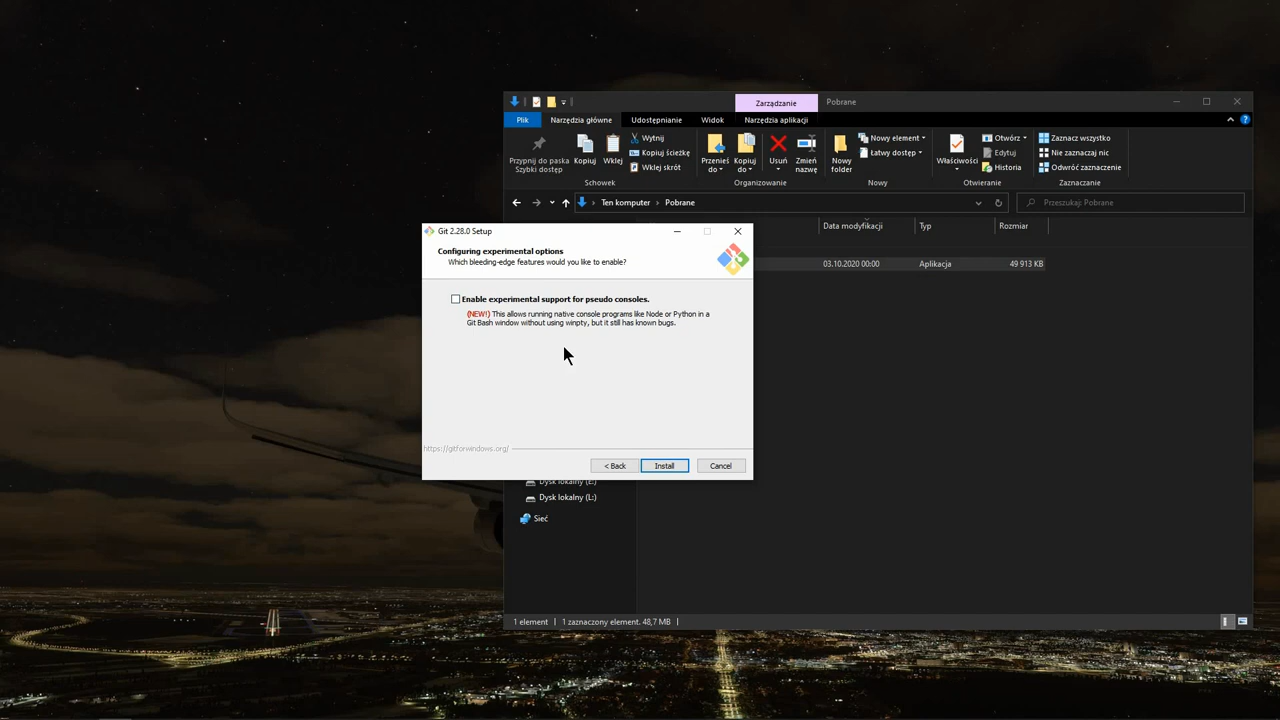 Zarządzanie
Pobrane
Plik
Narzędzia główne
Udostępnianie
Widok
Narzędzia aplikacji
Przypnij do paska
Szybki dostęp
Kopiuj
Wklej
Wytnij
Kopiuj ścieżkę
Wklej skrót
Schowek
Przenieś
do
Kopiuj
do
Usuń
Zmień
nazwę
Organizowanie
Nowy
folder
Nowy element
Łatwy dostęp
Nowy
Właściwości
Otwórz
Edytuj
Historia
Otwieranie
Zaznacz wszystko
Nie zaznaczaj nic
Odwróć zaznaczenie
Zaznaczanie
Ten komputer > Pobrane
Przeszukaj: Pobrane
Data modyfikacji
Typ
Rozmiar
03.10.2020 00:00
Aplikacja
49 913 KB
Git 2.28.0 Setup
Configuring experimental options
Which bleeding-edge features would you like to enable?
Enable experimental support for pseudo consoles.
(NEW!) This allows running native console programs like Node or Python in a
Git Bash window without using winpty, but it still has known bugs.
https://gitforwindows.org/
< Back
Install
Cancel
Dysk lokalny (E:)
Dysk lokalny (L:)
Sieć
1 element
1 zaznaczony element. 48,7 MB